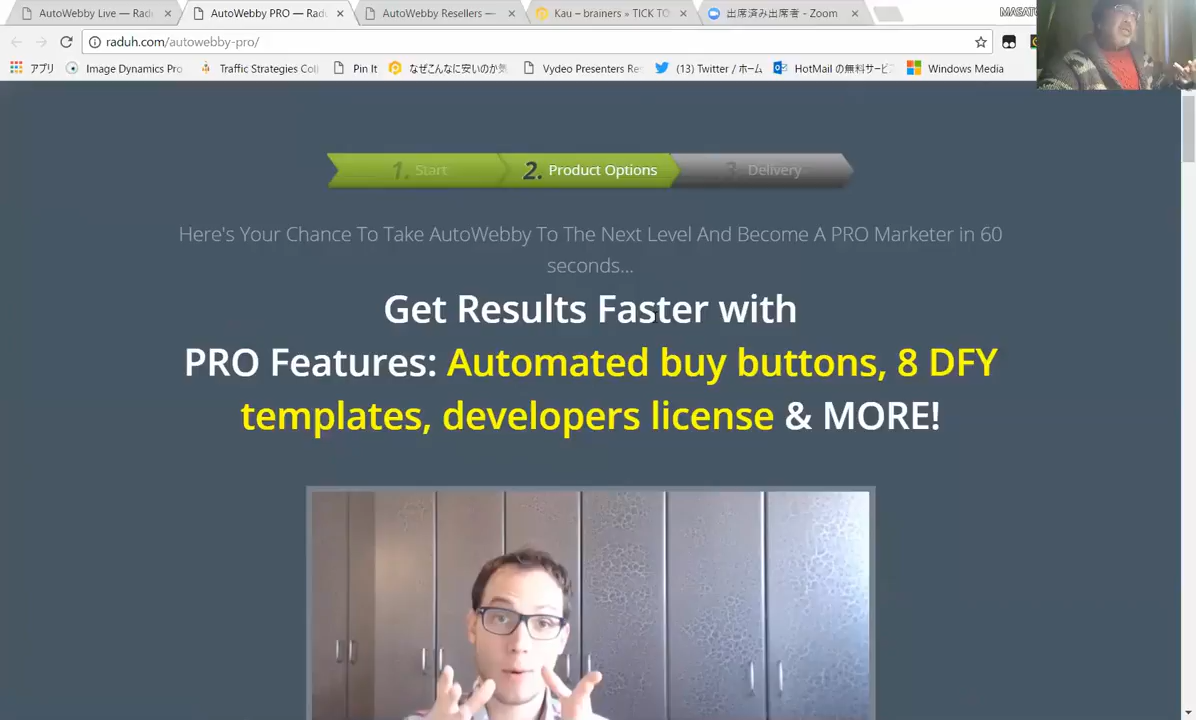 AutoWebby Live — Rad
AutoWebby PRO — Rad
AutoWebby Resellers —
Kau – brainers » TICK TO
出席済み出席者 - Zoom
raduh.com/autowebby-pro/
アプリ
Image Dynamics Pro
Traffic Strategies Col
Pin It
なぜこんなに安いのか気
Vydeo Presenters Re
(13) Twitter / ホーム
HotMail の無料サービ
Windows Media
1. Start
2. Product Options
3. Delivery
Here's Your Chance To Take AutoWebby To The Next Level And Become A PRO Marketer in 60
seconds...
Get Results Faster with
PRO Features: Automated buy buttons, 8 DFY
templates, developers license & MORE!